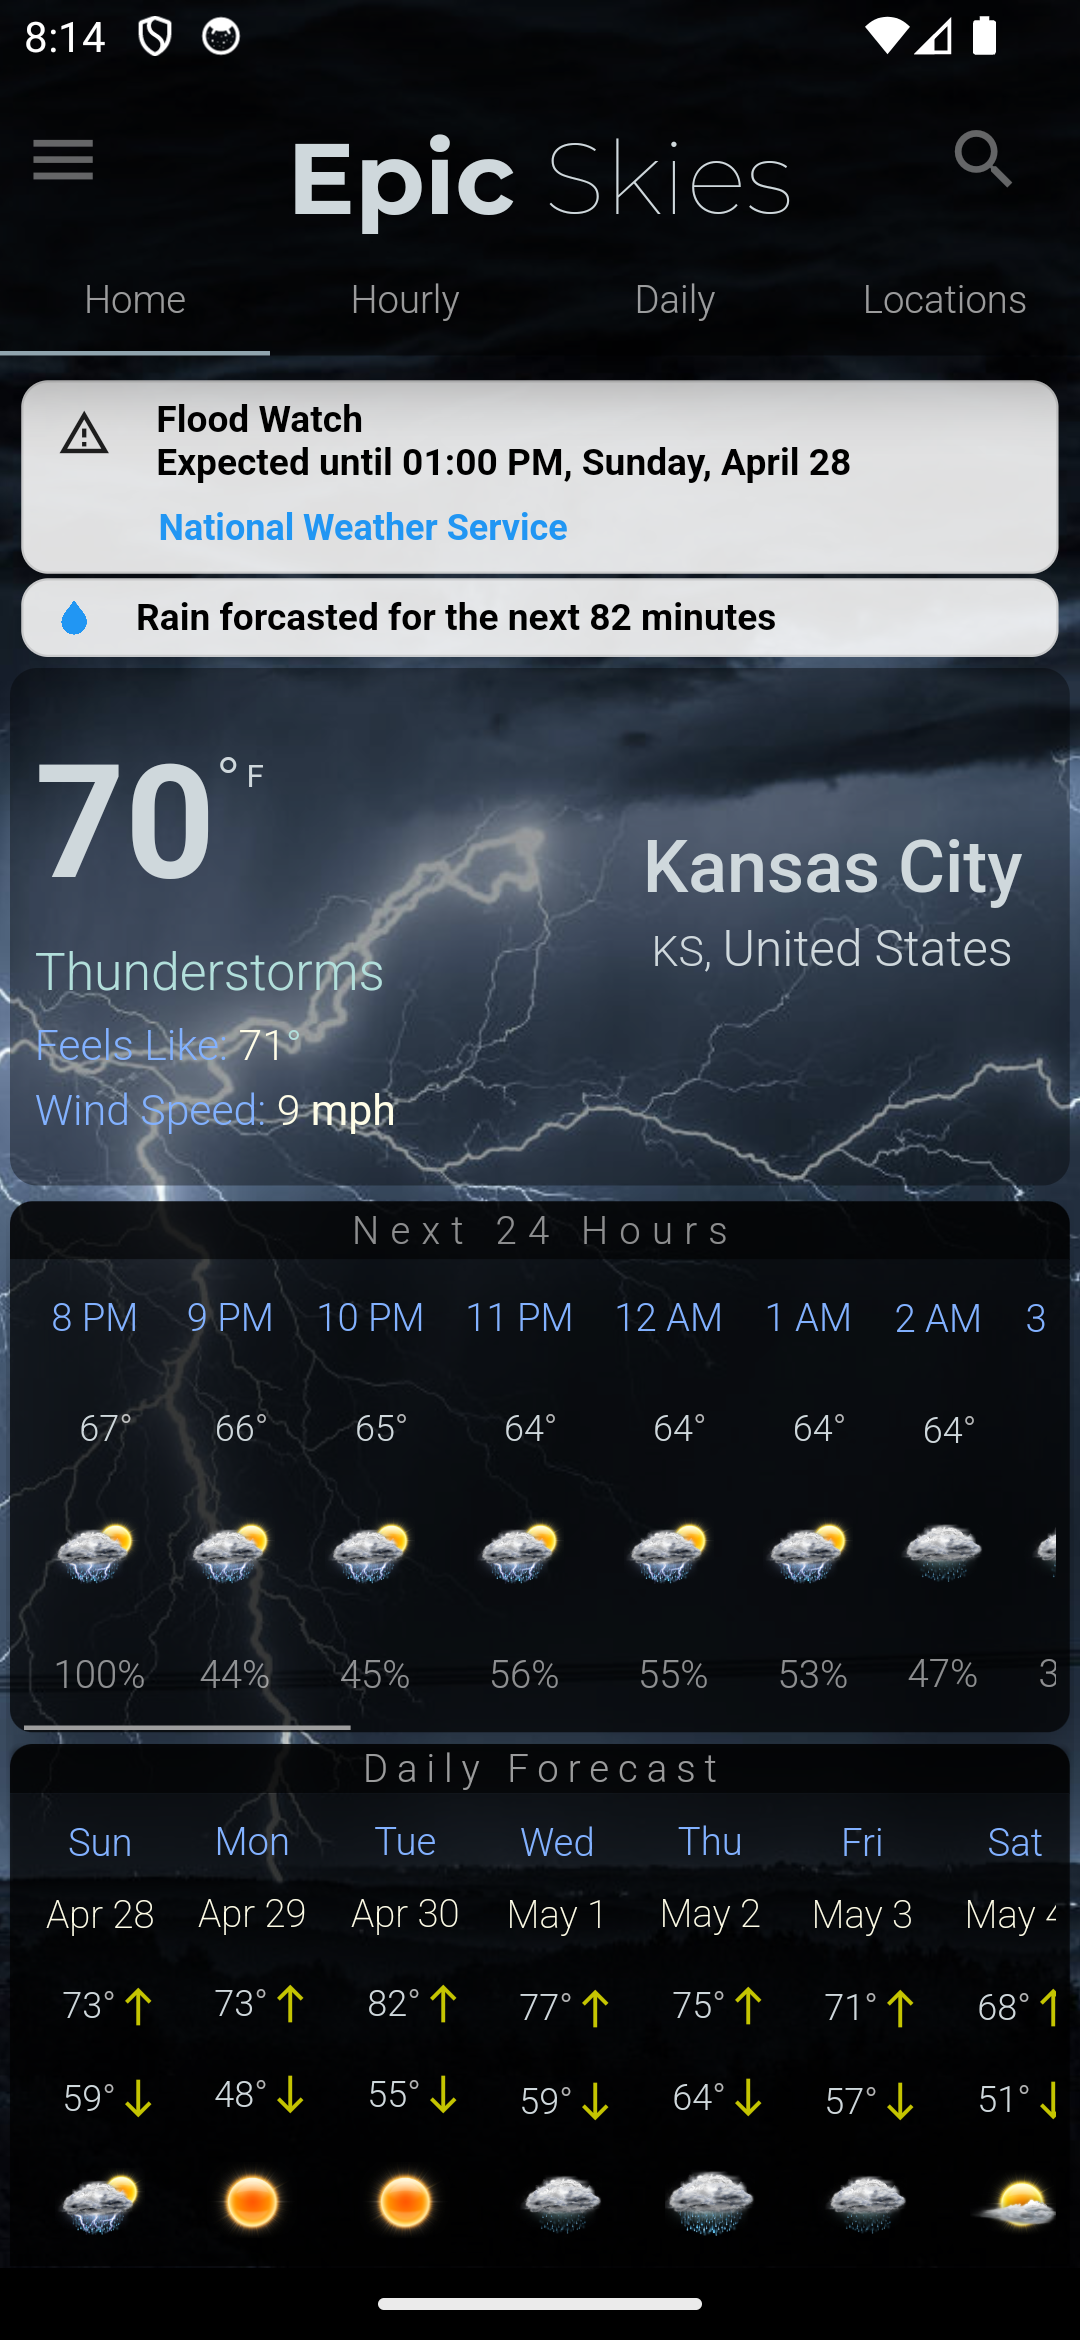 8:14
Epic Skies
Home Hourly Daily Locations
Flood Watch
Expected until 01:00 PM, Sunday, April 28
National Weather Service
Rain forcasted for the next 82 minutes
70° F
Kansas City
KS, United States
Thunderstorms
Feels Like: 71°
Wind Speed: 9 mph
Next 24 Hours
8 PM 9 PM 10 PM 11 PM 12 AM 1 AM 2 AM 3
67° 66° 65° 64° 64° 64° 64°
100% 44% 45% 56% 55% 53% 47% 3
Daily Forecast
Sun Mon Tue Wed Thu Fri Sat
Apr 28 Apr 29 Apr 30 May 1 May 2 May 3 May 4
73° 73° 82° 77° 75° 71° 68°
59° 48° 55° 59° 64° 57° 51°